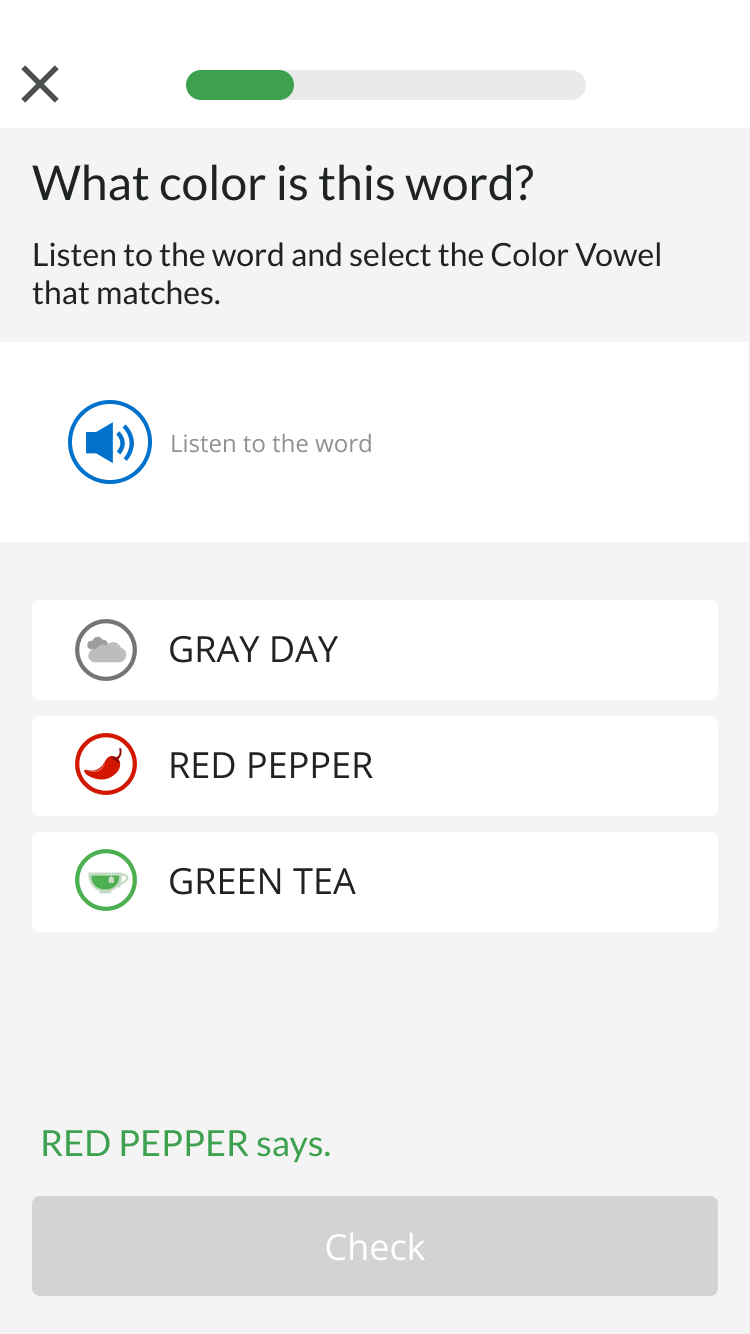 What color is this word?
Listen to the word and select the Color Vowel
that matches.
Listen to the word
GRAY DAY
RED PEPPER
GREEN TEA
RED PEPPER says.
Check